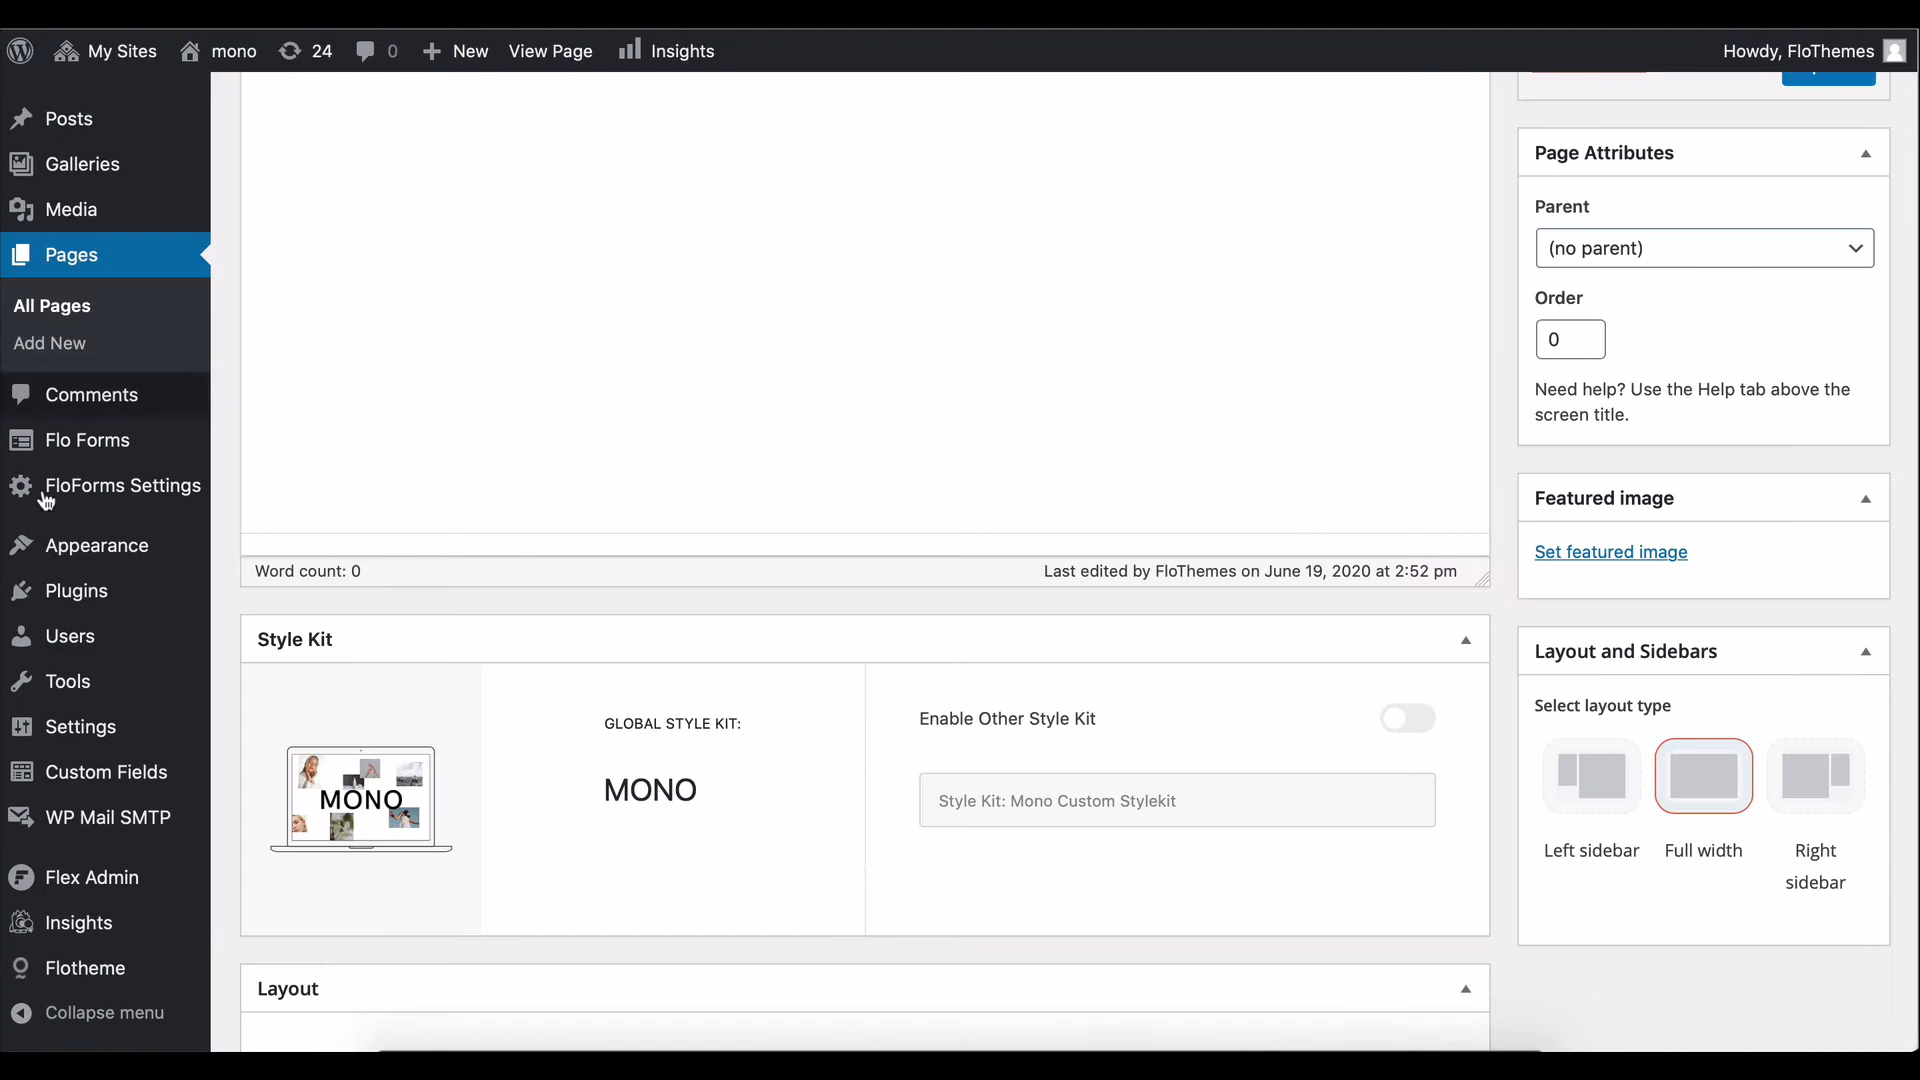 My Sites
mono
24
0
New
View Page
Insights
Howdy, FloThemes
Posts
Galleries
Media
Pages
All Pages
Add New
Comments
Flo Forms
FloForms Settings
Appearance
Plugins
Users
Tools
Settings
Custom Fields
WP Mail SMTP
Flex Admin
Insights
Flotheme
Collapse menu
Word count: 0
Last edited by FloThemes on June 19, 2020 at 2:52 pm
Style Kit
MONO
GLOBAL STYLE KIT:
MONO
Enable Other Style Kit
Style Kit: Mono Custom Stylekit
Layout
Page Attributes
Parent
(no parent)
Order
0
Need help? Use the Help tab above the
screen title.
Featured image
Set featured image
Layout and Sidebars
Select layout type
Left sidebar
Full width
Right
sidebar